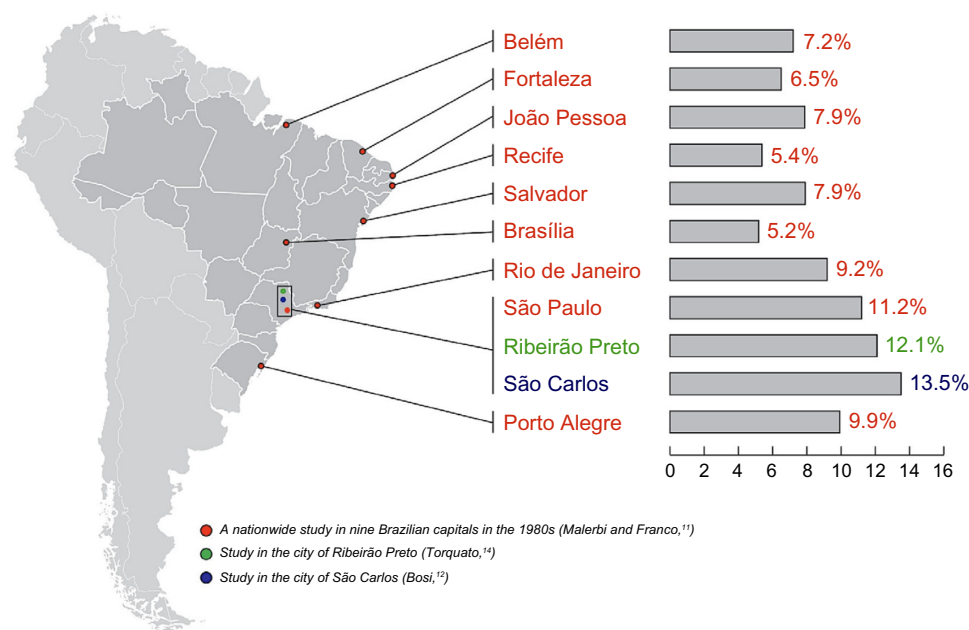 Belém 7.2%
Fortaleza 6.5%
João Pessoa 7.9%
Recife 5.4%
Salvador 7.9%
Brasília 5.2%
Rio de Janeiro 9.2%
São Paulo 11.2%
Ribeirão Preto 12.1%
São Carlos 13.5%
Porto Alegre 9.9%
0 2 4 6 8 10 12 14 16
A nationwide study in nine Brazilian capitals in the 1980s (Malerbi and Franco,¹¹)
Study in the city of Ribeirão Preto (Torquato,¹⁴)
Study in the city of São Carlos (Bosi,¹²)